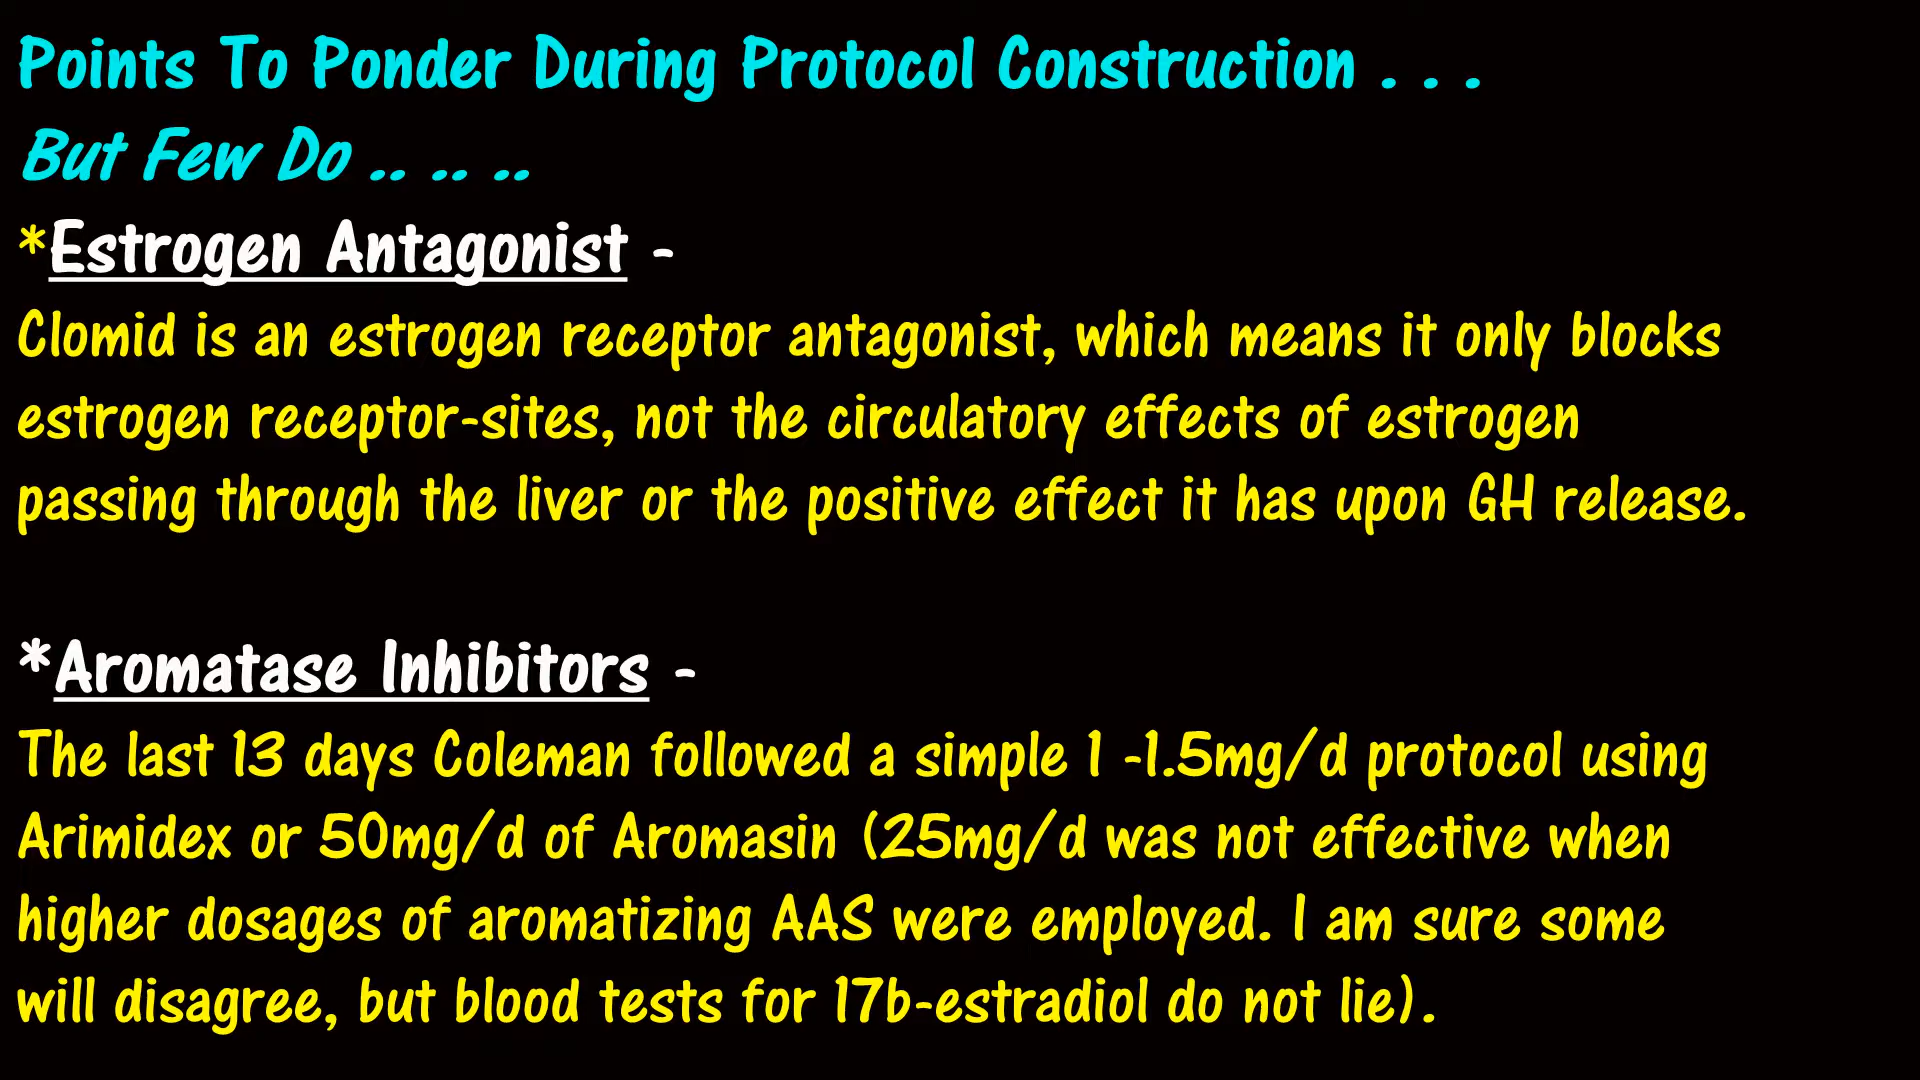 Points To Ponder During Protocol Construction . . .
But Few Do .. .. ..
*Estrogen Antagonist -
Clomid is an estrogen receptor antagonist, which means it only blocks
estrogen receptor-sites, not the circulatory effects of estrogen
passing through the liver or the positive effect it has upon GH release.
*Aromatase Inhibitors -
The last 13 days Coleman followed a simple 1 -1.5mg/d protocol using
Arimidex or 50mg/d of Aromasin (25mg/d was not effective when
higher dosages of aromatizing AAS were employed. I am sure some
will disagree, but blood tests for 17b-estradiol do not lie).